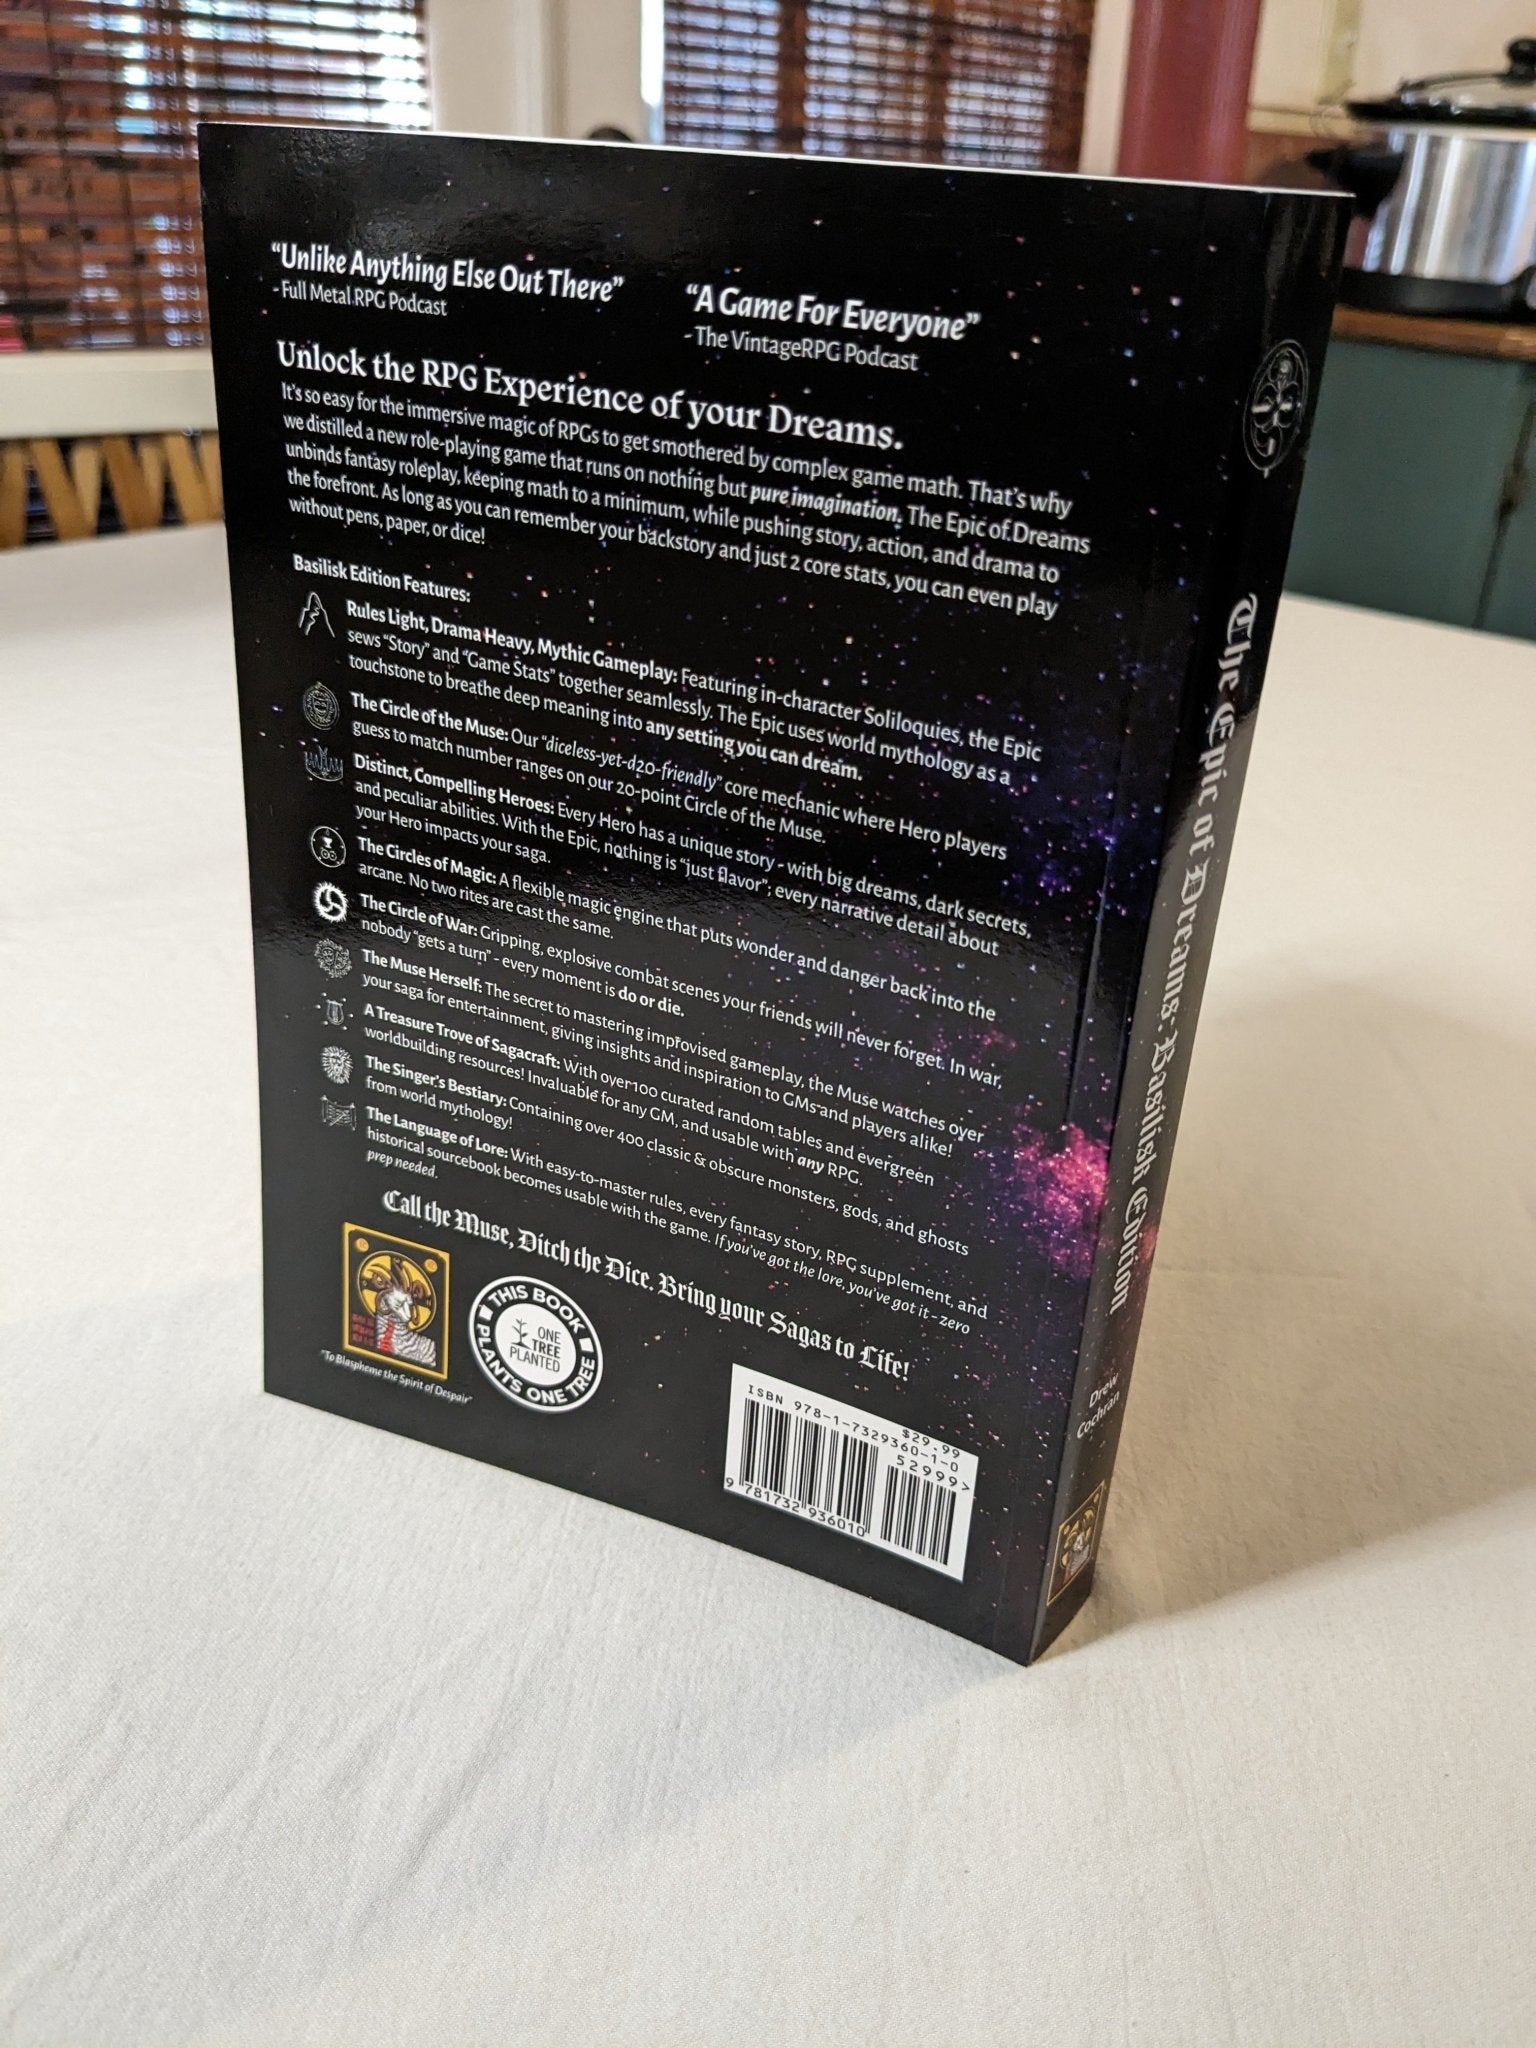 “Unlike Anything Else Out There”
- Full Metal RPG Podcast
“A Game For Everyone”
- The VintageRPG Podcast
Unlock the RPG Experience of your Dreams.
It's so easy for the immersive magic of RPGs to get smothered by complex game math. That's why
we distilled a new role-playing game that runs on nothing but pure imagination. The Epic of Dreams
unbinds fantasy roleplay, keeping math to a minimum, while pushing story, action, and drama to
the forefront. As long as you can remember your backstory and just 2 core stats, you can even play
without pens, paper, or dice!
Basilisk Edition Features:
Rules Light, Drama Heavy, Mythic Gameplay: Featuring in-character Soliloquies, the Epic
sews “Story” and “Game Stats” together seamlessly. The Epic uses world mythology as a
touchstone to breathe deep meaning into any setting you can dream.
The Circle of the Muse: Our “diceless-yet-d20-friendly” core mechanic where Hero players
guess to match number ranges on our 20-point Circle of the Muse.
Distinct, Compelling Heroes: Every Hero has a unique story - with big dreams, dark secrets,
and peculiar abilities. With the Epic, nothing is “just flavor”; every narrative detail about
your Hero impacts your saga.
The Circles of Magic: A flexible magic engine that puts wonder and danger back into the
arcane. No two rites are cast the same.
The Circle of War: Gripping, explosive combat scenes your friends will never forget. In war,
nobody “gets a turn” - every moment is do or die.
The Muse Herself: The secret to mastering improvised gameplay, the Muse watches over
your saga for entertainment, giving insights and inspiration to GMs and players alike!
A Treasure Trove of Sagacraft: With over 100 curated random tables and evergreen
worldbuilding resources! Invaluable for any GM, and usable with any RPG.
The Singer's Bestiary: Containing over 400 classic & obscure monsters, gods, and ghosts
from world mythology!
The Language of Lore: With easy-to-master rules, every fantasy story, RPG supplement, and
historical sourcebook becomes usable with the game. If you've got the lore, you've got it - zero
prep needed.
Call the Muse, Ditch the Dice. Bring your Sagas to Life!
“To Blaspheme the Spirit of Despair”
THIS BOOK
PLANTS ONE TREE
ONE
TREE
PLANTED
$29.99
ISBN 978-1-7329360-1-0
52999>
9 781732 936010
The Epic of Dreams: Basilisk Edition
Drew
Cochran